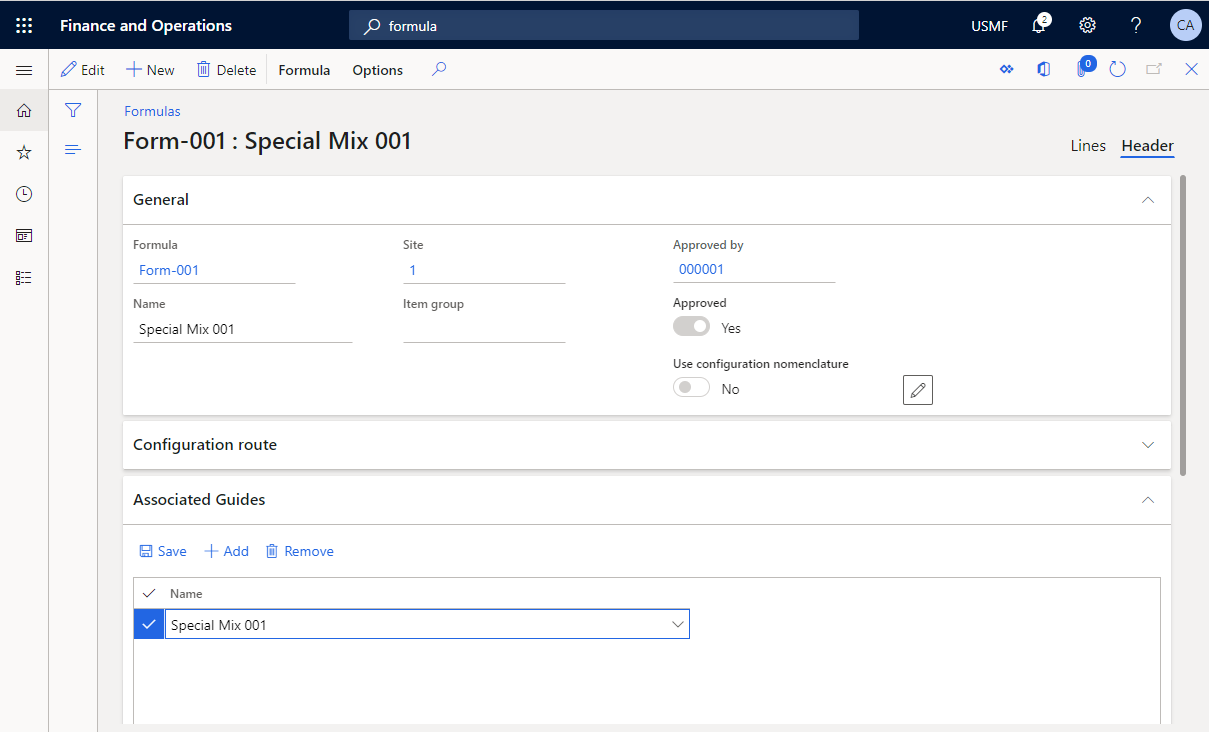 Finance and Operations
formula
USMF
2
?
CA
Edit
New
Delete
Formula
Options
0
Formulas
Form-001 : Special Mix 001
Lines
Header
General
Formula
Site
Approved by
Form-001
1
000001
Name
Item group
Approved
Special Mix 001
Yes
Use configuration nomenclature
No
Configuration route
Associated Guides
Save
Add
Remove
Name
Special Mix 001